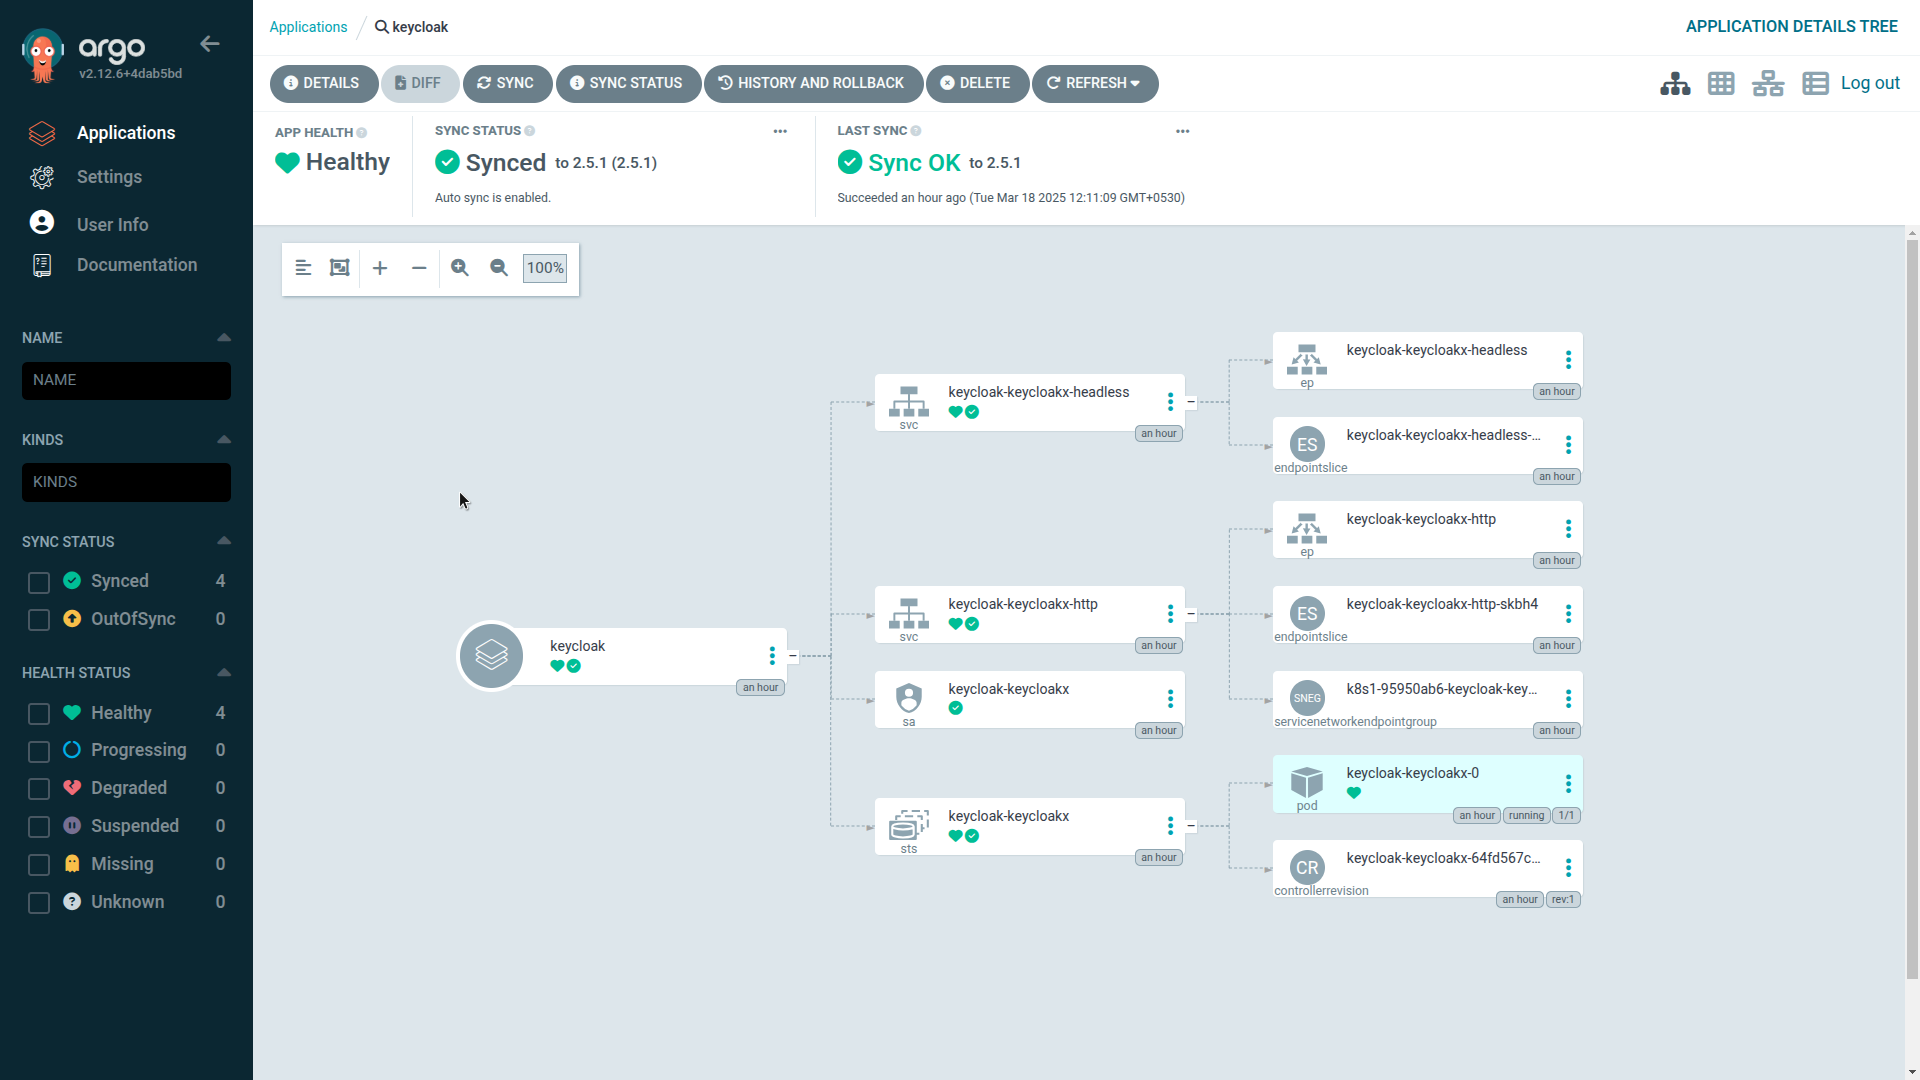 argo
v2.12.6+4dab5bd
Applications
Settings
User Info
Documentation
NAME
NAME
KINDS
KINDS
SYNC STATUS
Synced 4
OutOfSync 0
HEALTH STATUS
Healthy 4
Progressing 0
Degraded 0
Suspended 0
Missing 0
Unknown 0
Applications / keycloak
APPLICATION DETAILS TREE
DETAILS DIFF SYNC SYNC STATUS HISTORY AND ROLLBACK DELETE REFRESH Log out
APP HEALTH
Healthy
SYNC STATUS
Synced to 2.5.1 (2.5.1)
Auto sync is enabled.
LAST SYNC
Sync OK to 2.5.1
Succeeded an hour ago (Tue Mar 18 2025 12:11:09 GMT+0530)
100%
keycloak
an hour
keycloak-keycloakx-headless
svc
an hour
keycloak-keycloakx-http
svc
an hour
keycloak-keycloakx
sa
an hour
keycloak-keycloakx
sts
an hour
keycloak-keycloakx-headless
ep
an hour
ES
keycloak-keycloakx-headless-...
endpointslice
an hour
keycloak-keycloakx-http
ep
an hour
ES
keycloak-keycloakx-http-skbh4
endpointslice
an hour
SNEG
k8s1-95950ab6-keycloak-key...
servicenetworkendpointgroup
an hour
keycloak-keycloakx-0
pod
an hour running 1/1
CR
keycloak-keycloakx-64fd567c...
controllerrevision
an hour rev:1